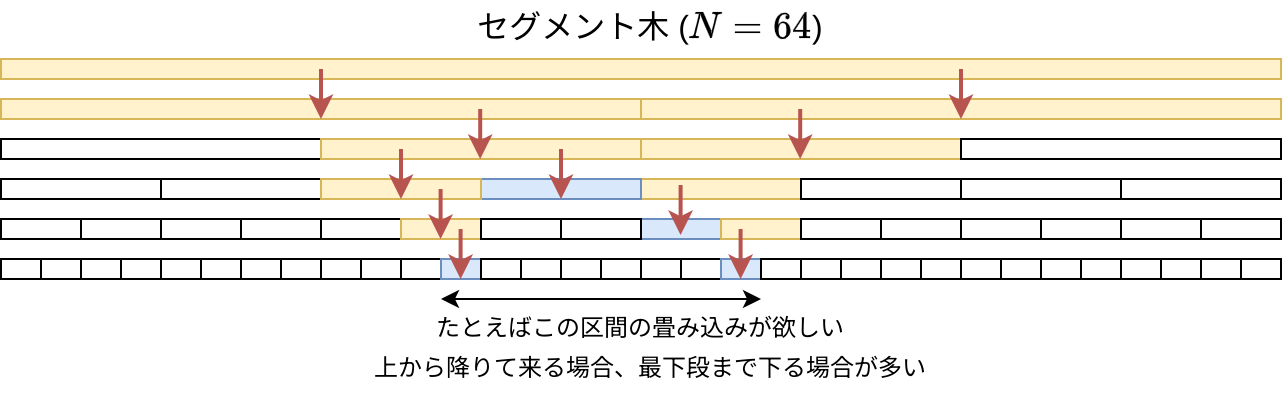 セグメント木 (N = 64)
たとえばこの区間の畳み込みが欲しい
上から降りて来る場合、最下段まで下る場合が多い